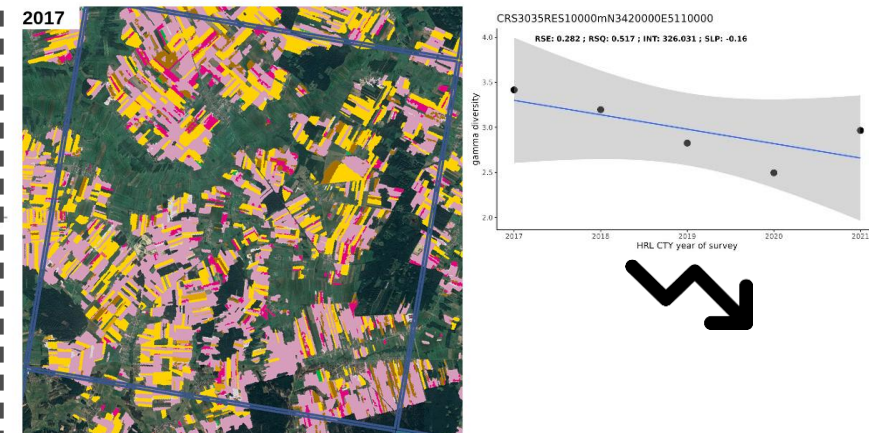 2017
CRS3035RES10000mN3420000E5110000
RSE: 0.282 ; RSQ: 0.517 ; INT: 326.031 ; SLP: -0.16
4.0
3.5
3.0
2.5
2.0
gamma diversity
2017 2018 2019 2020 2021
HRL CTY year of survey